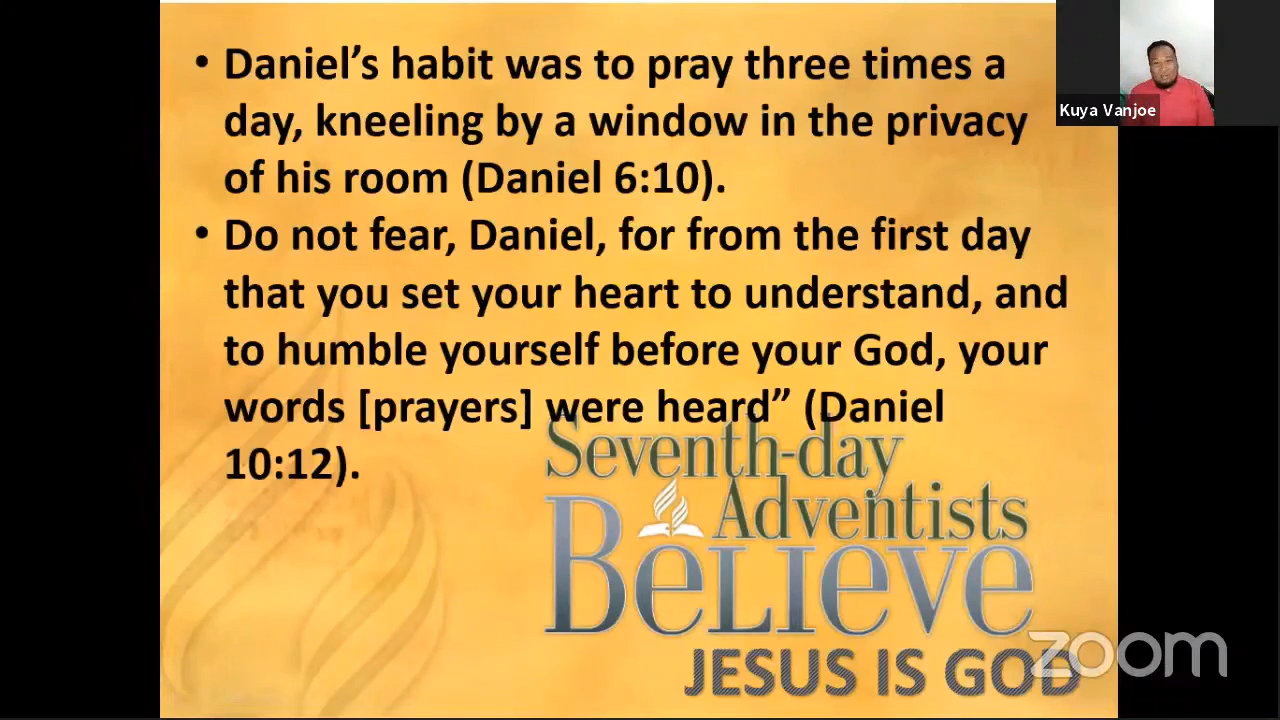 • Daniel’s habit was to pray three times a
day, kneeling by a window in the privacy
of his room (Daniel 6:10).
• Do not fear, Daniel, for from the first day
that you set your heart to understand, and
to humble yourself before your God, your
words [prayers] were heard” (Daniel
10:12).
Seventh-day
Adventists
BeLieve
JESUS IS GOD
zoom
Kuya Vanjoe